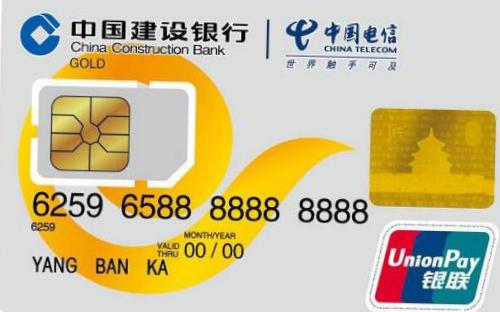 中国建设银行
China Construction Bank
GOLD
中国电信
CHINA TELECOM
世界触手可及
6259 6588 8888 8888
6259
MONTH/YEAR
VALID THRU 00/00
YANG BAN KA
UnionPay
银联